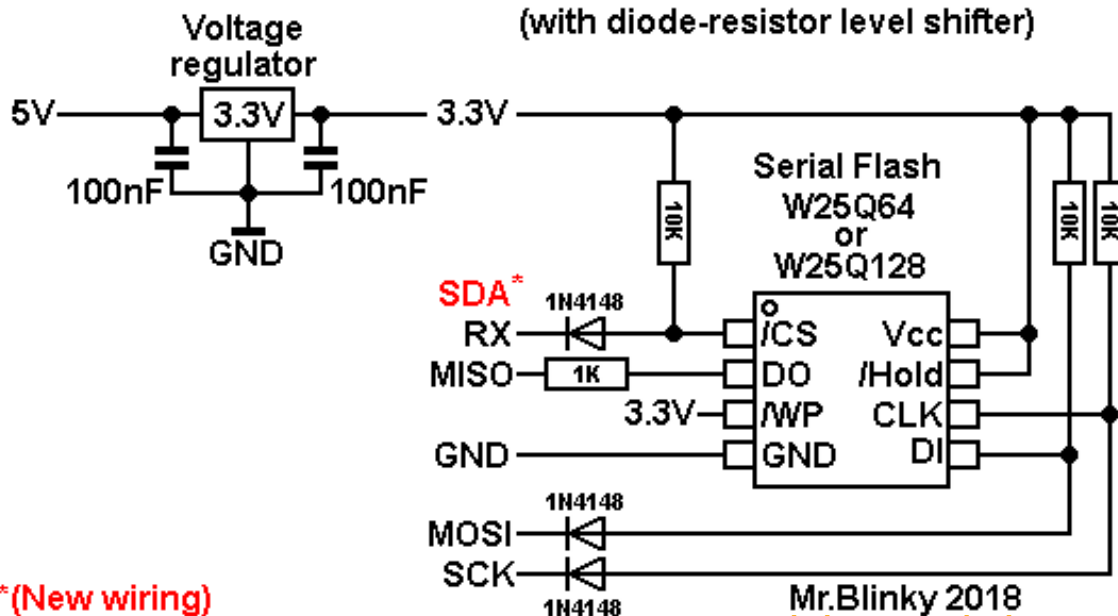 (with diode-resistor level shifter)
Voltage
regulator
5V
3.3V
3.3V
100nF
100nF
GND
10K
10K
10K
Serial Flash
W25Q64
or
W25Q128
SDA*
1N4148
RX
/CS
Vcc
MISO
1K
DO
/Hold
3.3V
/WP
CLK
GND
GND
DI
1N4148
MOSI
SCK
1N4148
*(New wiring)
Mr.Blinky 2018